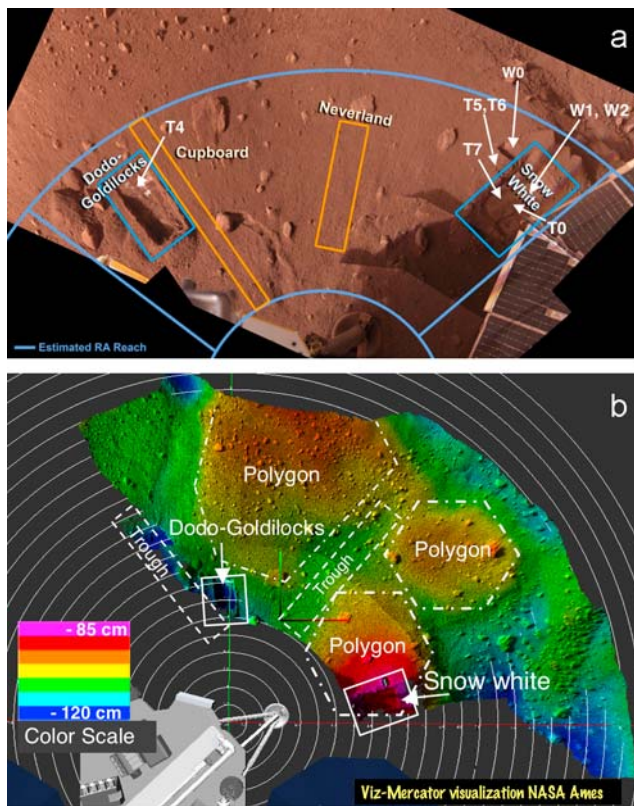 a
W0
T5,T6
W1, W2
Neverland
T4
T7
Cupboard
Dodo-
Goldilocks
Snow
White
T0
Estimated RA Reach
b
Polygon
Dodo-Goldilocks
Trough
Trough
Polygon
Polygon
Snow white
- 85 cm
- 120 cm
Color Scale
Viz-Mercator visualization NASA Ames